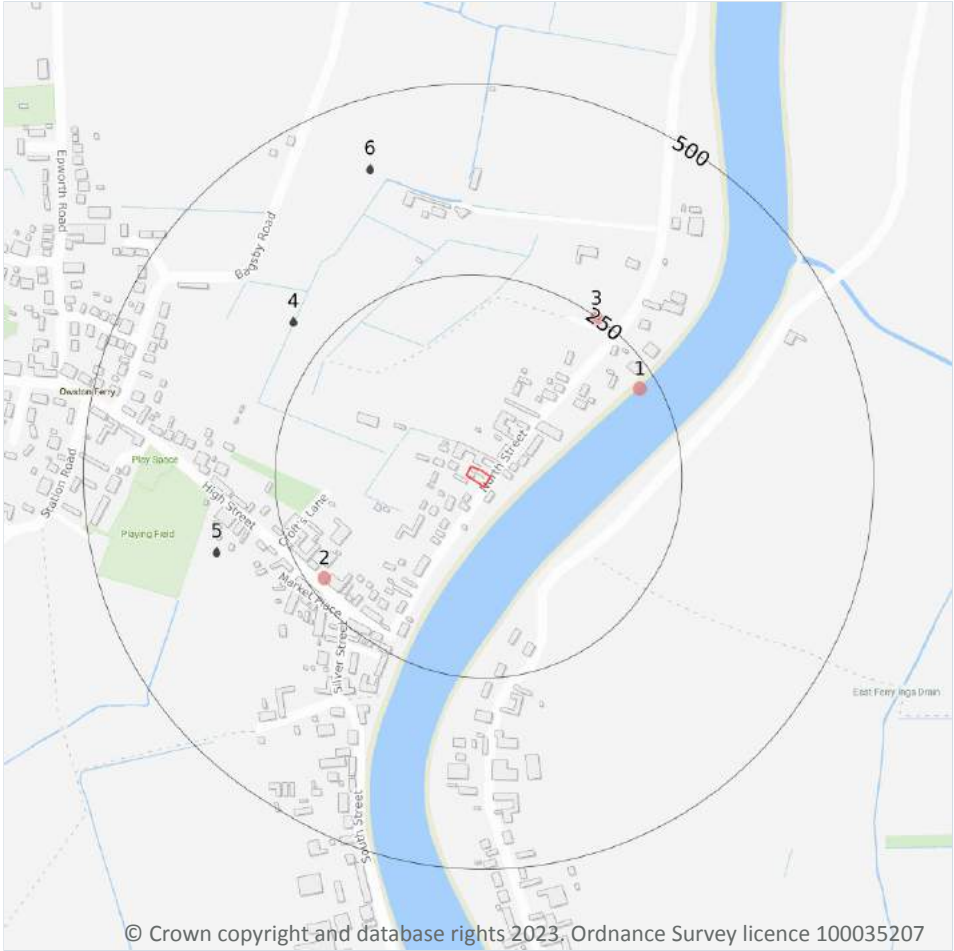 500
6
Epworth Road
Bagsby Road
4
3
250
1
Owston Ferry
North Street
Play Space
Station Road
High Street
Croft's Lane
Playing Field
5
2
Market Place
Silver Street
East Ferry Ings Drain
South Street
© Crown copyright and database rights 2023. Ordnance Survey licence 100035207